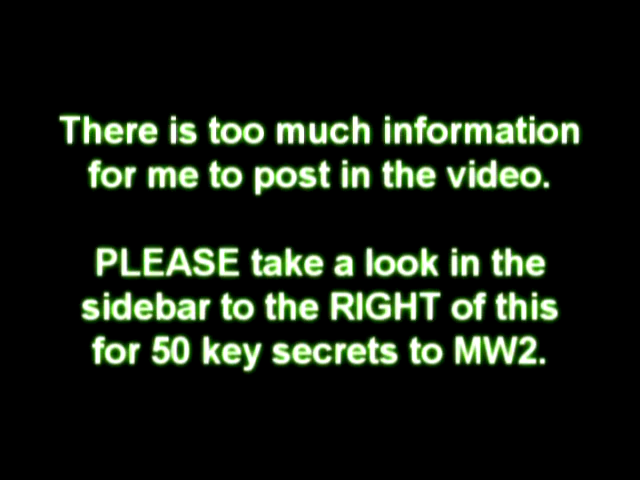 There is too much information
for me to post in the video.
PLEASE take a look in the
sidebar to the RIGHT of this
for 50 key secrets to MW2.